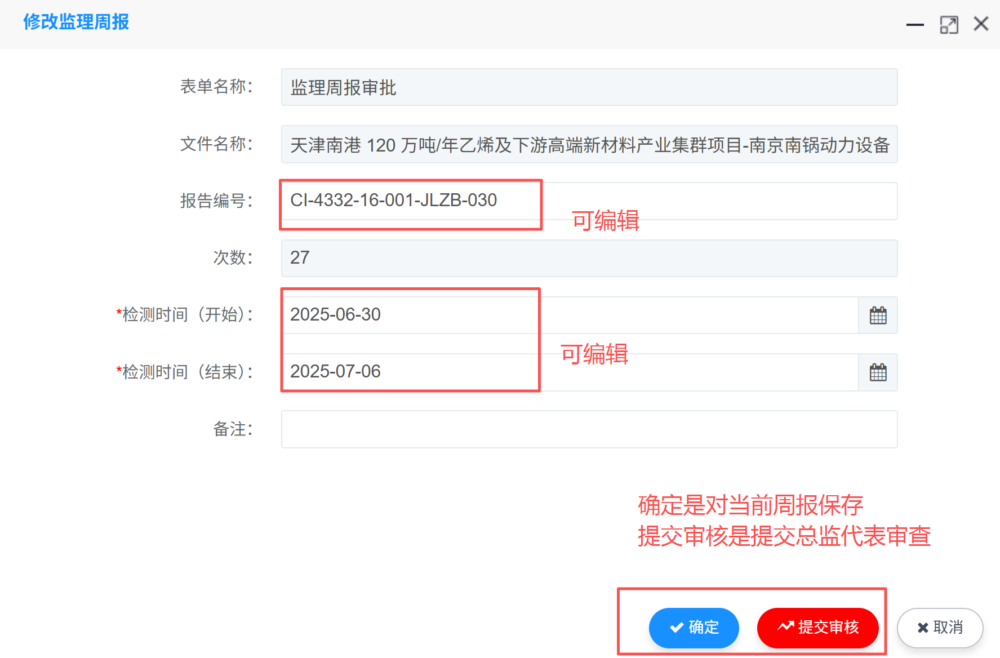 修改监理周报
表单名称： 监理周报审批
文件名称： 天津南港 120 万吨/年乙烯及下游高端新材料产业集群项目-南京南锅动力设备
报告编号： CI-4332-16-001-JLZB-030
可编辑
次数： 27
*检测时间（开始）： 2025-06-30
可编辑
*检测时间（结束）： 2025-07-06
备注：
确定是对当前周报保存
提交审核是提交总监代表审查
确定 提交审核 取消